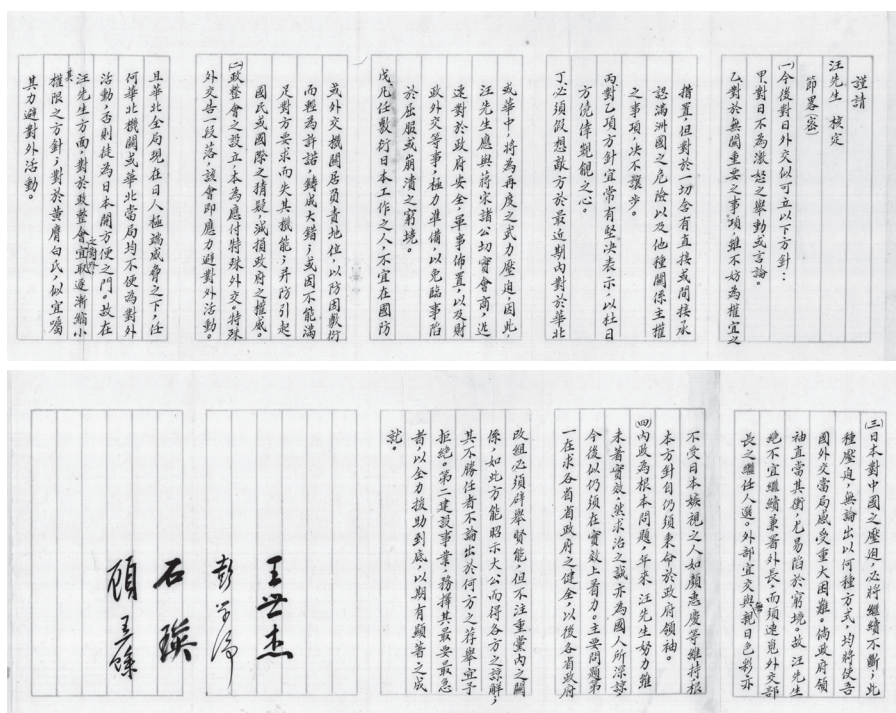 謹請
汪先生 核定
節畧(密)
(一)今後對日外交似可立以下方針:
甲對日不為激越之舉動或言論。
乙對於無關重要之事項雖不妨為權宜之
措置,但對於一切含有直接或間接承
認滿洲國之危險以及他種關係主權
之事項,决不讓步。
丙對乙項方針宜常有堅决表示,以杜日
方僥倖覬覦之心。
丁必須假想敵方於最近期內對於華北
或華中,將為再度之武力壓迫,因此,
汪先生應與蔣宋諸公切實會商,迅
速對於政府安全,軍事佈置,以及財
政外交等事,極力準備,以免臨事陷
於屈服或崩潰之窮境。
戊凡任敷衍日本工作之人,不宜在國防
或外交機關居負責地位,以防因敷衍
而輕為許諾,鑄成大錯;或因不能滿
足對方要求而失其機能;并防引起
國民或國際之猜疑,減損政府之權威。
(二)政整會之設立,本為應付特殊外交。特殊
外交告一段落,該會即應力避對外活動。
且華北全局現在日人極端威脅之下,任
何華北機關或華北當局均不便為對外
活動,否則徒為日本開方便之門。故在
汪先生方面,對於政整會之對外宜取逐漸縮小
其權限之方針;對於黃膺白氏,似宜囑
其力避對外活動。
(三)日本對中國之壓迫,必將繼續不斷;此
種壓迫,無論出以何種方式,均將使吾
國外交當局感受重大困難。倘政府領
袖直當其衝,尤易陷於窮境。故汪先生
絕不宜繼續兼署外長,而須速覓外交部
長之繼任人選。外部宜交與無親日色彩亦
不受日本嫉視之人如顏惠慶等維持,根
本方針自仍須秉命於政府領袖。
(四)內政為根本問題,年來汪先生努力雖
未著實效,然求治之誠亦為國人所深諒。
今後似仍須在實效上着力。主要問題第
一在求各省省政府之健全,以後各省政府
改組必須辟舉賢能,但不注重黨內之關
係,如此方能昭示大公而得各方之諒解,
其不勝任者不論出於何方之荐舉宜予
拒絕。第二建設事業,務擇其最要最急
者,以全力援助到底,以期有顯著之成
就。
王世杰
彭學沛
石瑛
顧孟餘